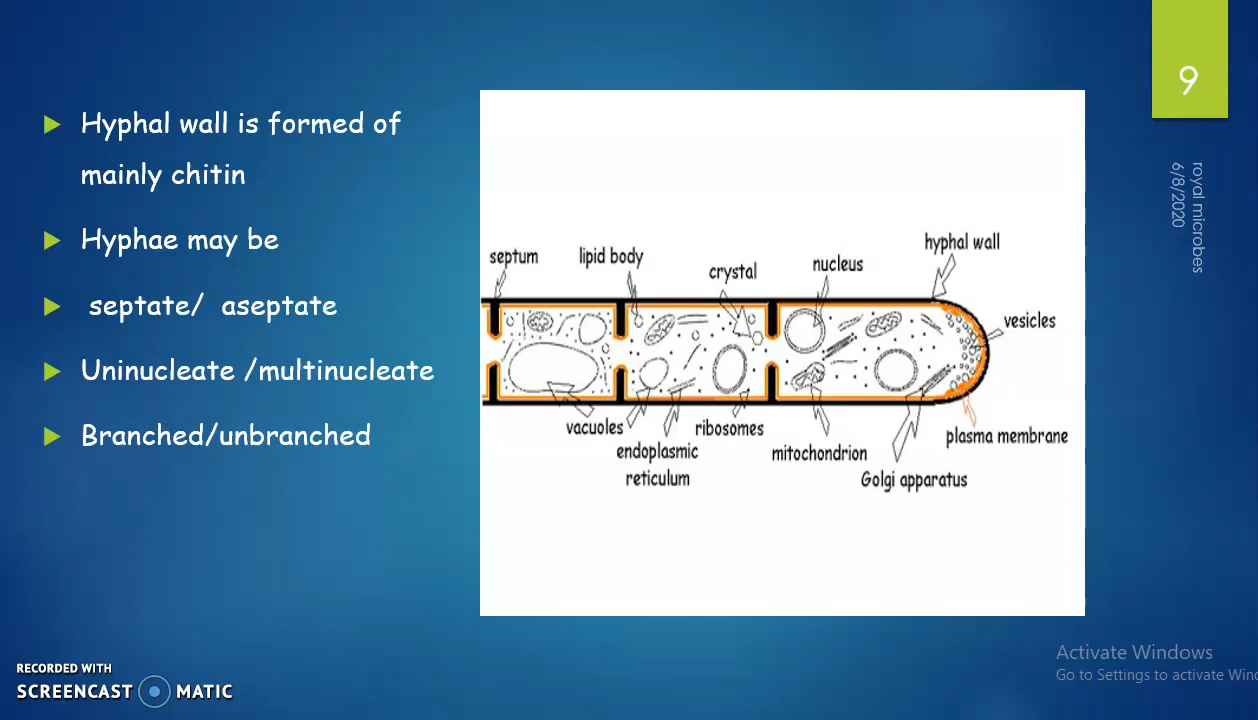 9
royal microbes
6/8/2020
Hyphal wall is formed of
mainly chitin
Hyphae may be
septate/ aseptate
Uninucleate /multinucleate
Branched/unbranched
hyphal wall
septum
lipid body
crystal
nucleus
vesicles
vacuoles
ribosomes
plasma membrane
endoplasmic
reticulum
mitochondrion
Golgi apparatus
Activate Windows
Go to Settings to activate Win
RECORDED WITH
SCREENCAST MATIC